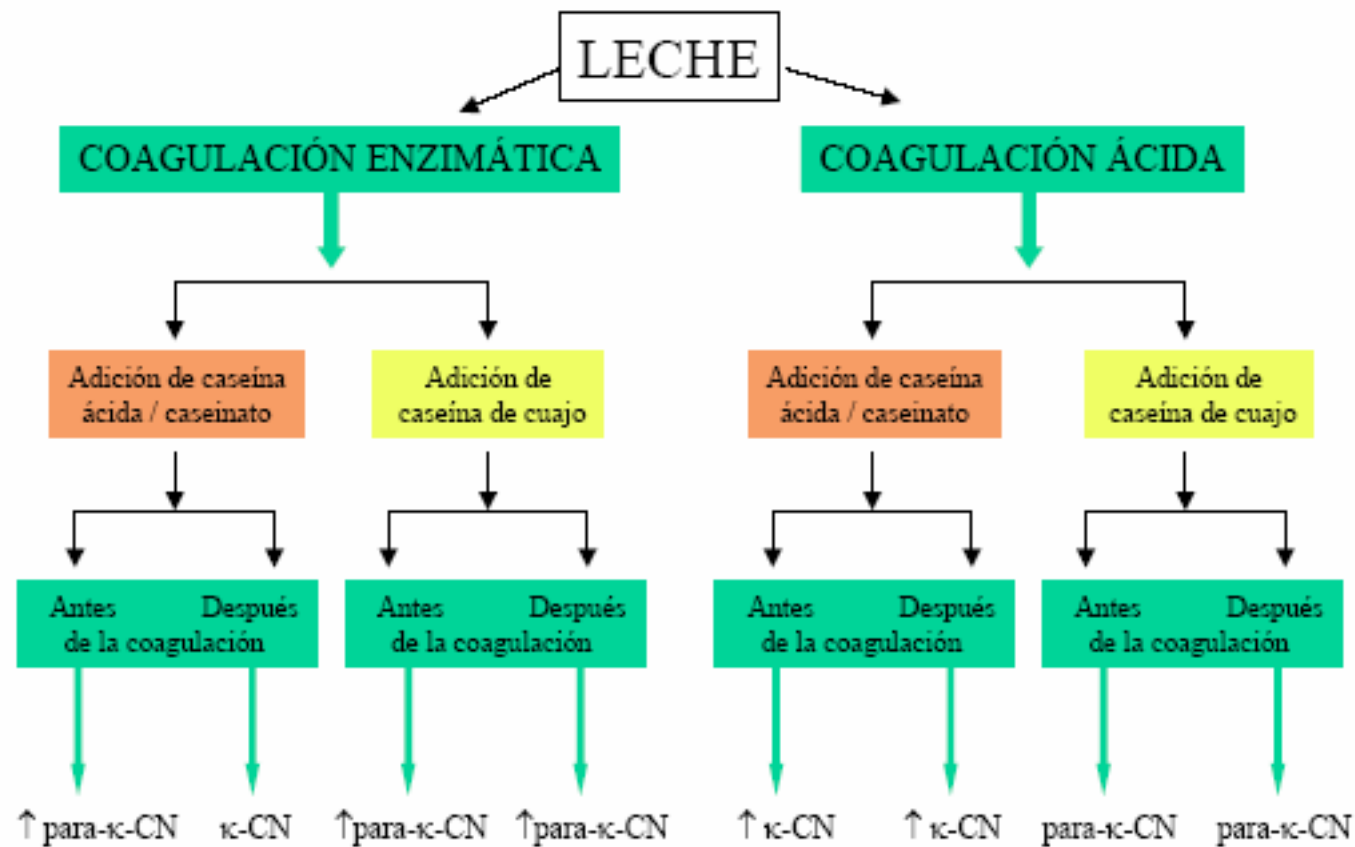 LECHE
COAGULACIÓN ENZIMÁTICA
COAGULACIÓN ÁCIDA
Adición de caseína
ácida / caseinato
Adición de
caseína de cuajo
Adición de caseína
ácida / caseinato
Adición de
caseína de cuajo
Antes Después
de la coagulación
Antes Después
de la coagulación
Antes Después
de la coagulación
Antes Después
de la coagulación
↑ para-κ-CN κ-CN ↑para-κ-CN ↑para-κ-CN ↑ κ-CN ↑ κ-CN para-κ-CN para-κ-CN